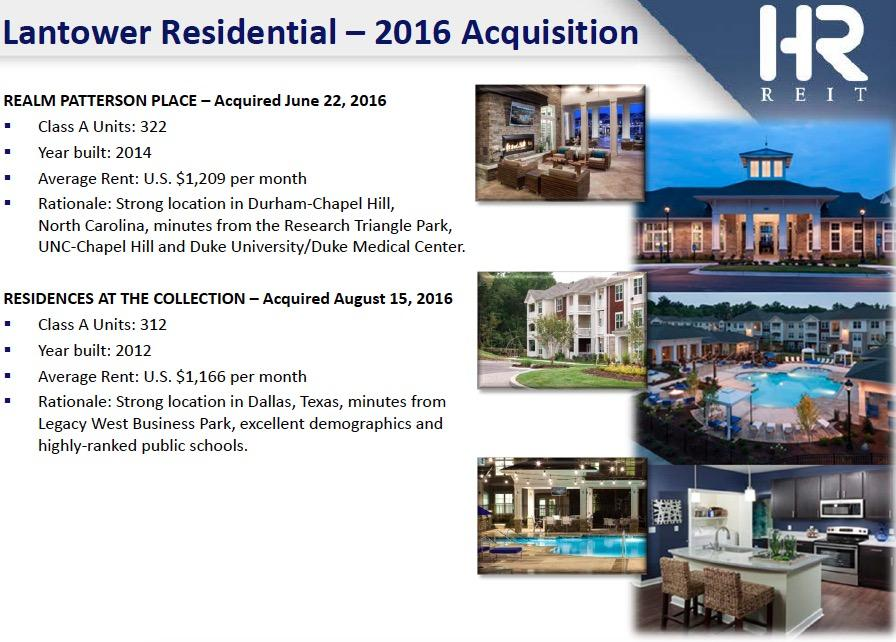 Lantower Residential – 2016 Acquisition
HR
REIT
REALM PATTERSON PLACE – Acquired June 22, 2016
▪ Class A Units: 322
▪ Year built: 2014
▪ Average Rent: U.S. $1,209 per month
▪ Rationale: Strong location in Durham-Chapel Hill,
North Carolina, minutes from the Research Triangle Park,
UNC-Chapel Hill and Duke University/Duke Medical Center.
RESIDENCES AT THE COLLECTION – Acquired August 15, 2016
▪ Class A Units: 312
▪ Year built: 2012
▪ Average Rent: U.S. $1,166 per month
▪ Rationale: Strong location in Dallas, Texas, minutes from
Legacy West Business Park, excellent demographics and
highly-ranked public schools.